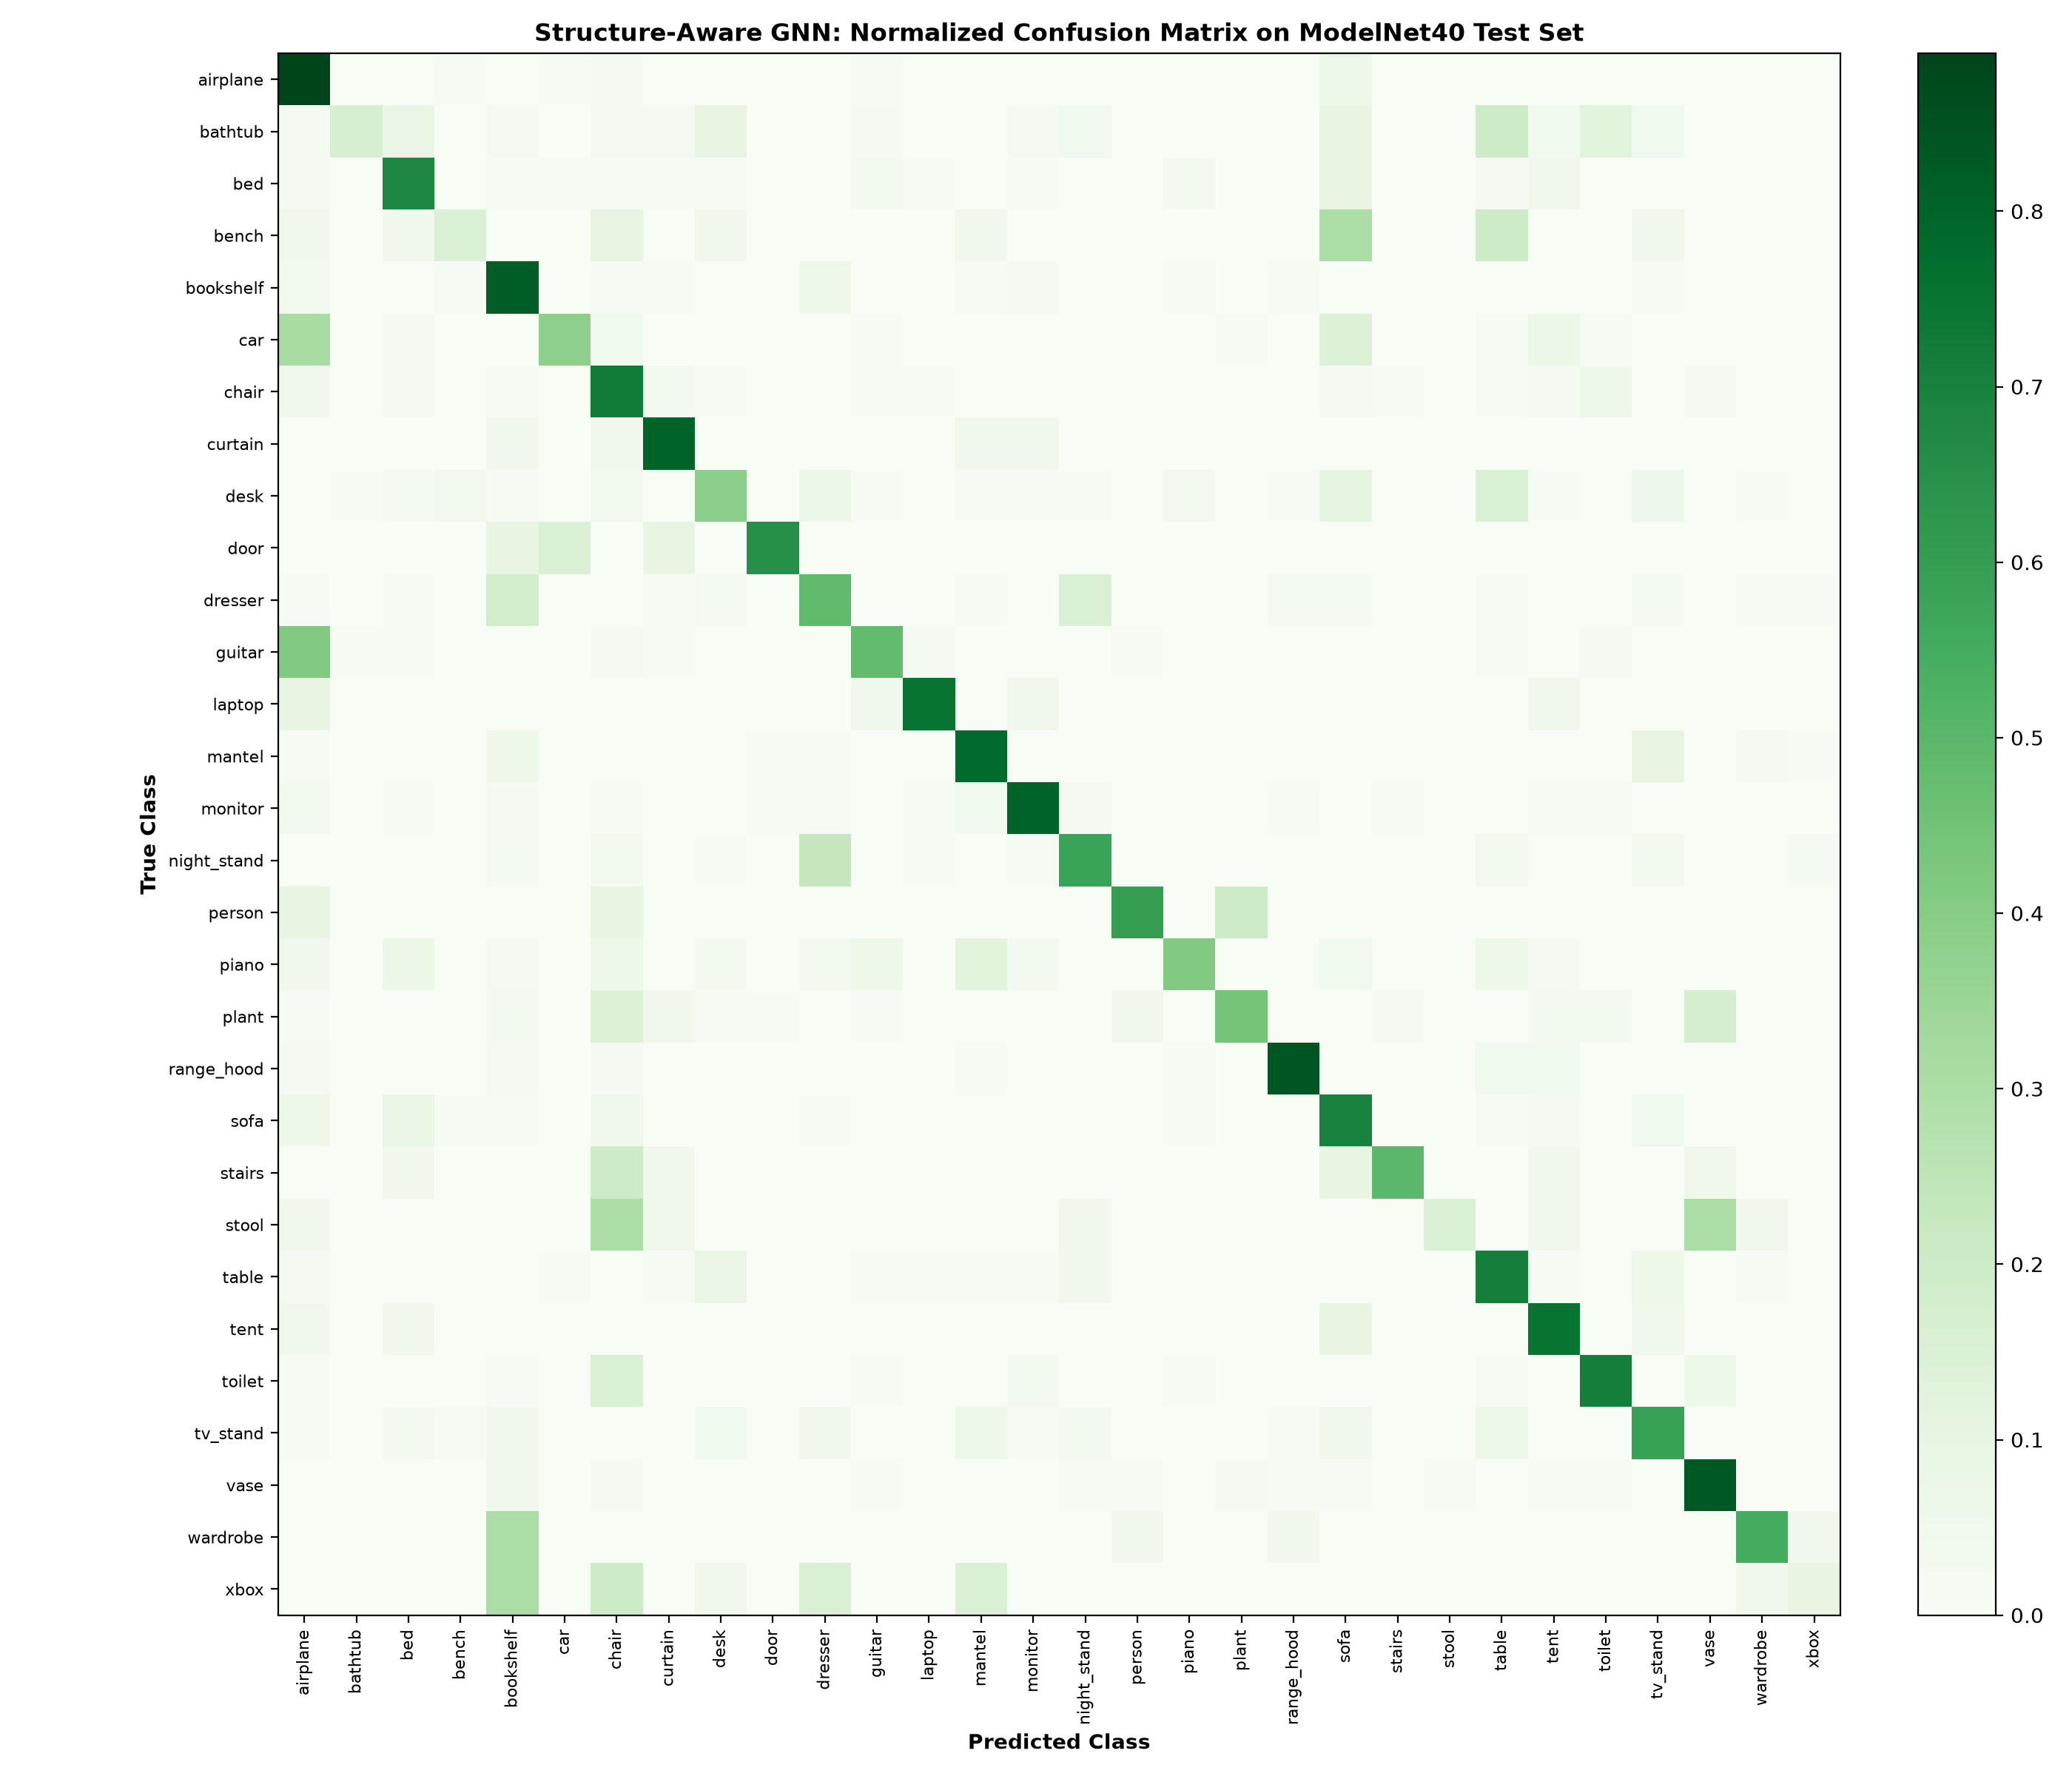 Structure-Aware GNN: Normalized Confusion Matrix on ModelNet40 Test Set
airplane
bathtub
bed
bench
bookshelf
car
chair
curtain
desk
door
dresser
guitar
laptop
mantel
monitor
night_stand
person
piano
plant
range_hood
sofa
stairs
stool
table
tent
toilet
tv_stand
vase
wardrobe
xbox
True Class
airplane
bathtub
bed
bench
bookshelf
car
chair
curtain
desk
door
dresser
guitar
laptop
mantel
monitor
night_stand
person
piano
plant
range_hood
sofa
stairs
stool
table
tent
toilet
tv_stand
vase
wardrobe
xbox
Predicted Class
0.8
0.7
0.6
0.5
0.4
0.3
0.2
0.1
0.0